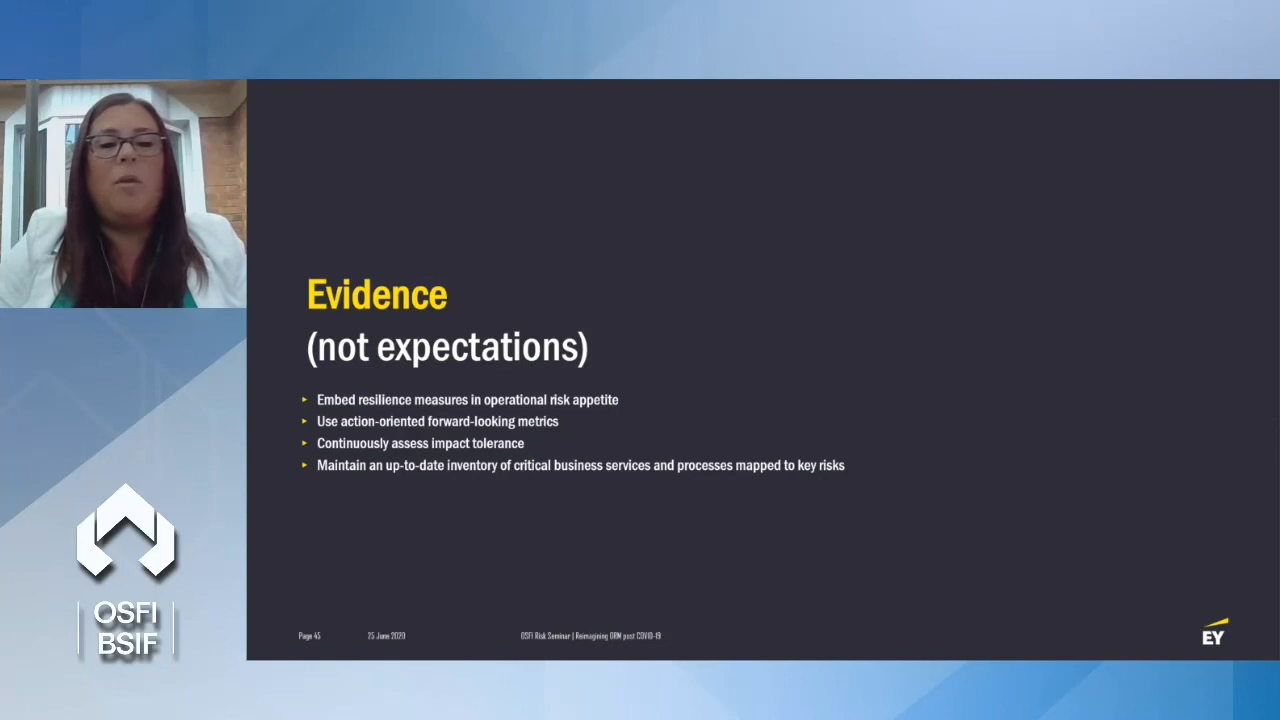 Evidence
(not expectations)
Embed resilience measures in operational risk appetite
Use action-oriented forward-looking metrics
Continuously assess impact tolerance
Maintain an up-to-date inventory of critical business services and processes mapped to key risks
OSFI
BSIF
Page 45
25 June 2020
OSFI Risk Seminar | Reimagining ORM post COVID-19
EY